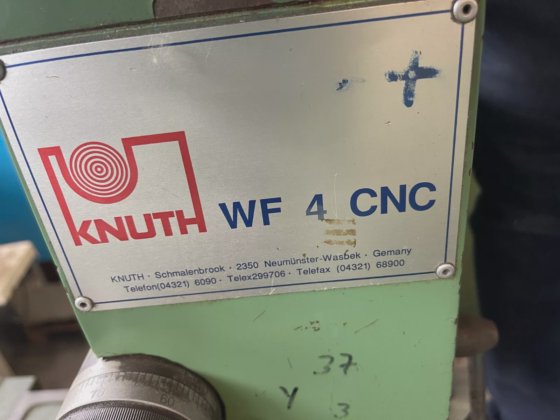 - +
KNUTH WF 4 CNC
KNUTH · Schmalenbrook · 2350 Neumünster-Wasbek · Gemany
Telefon(04321) 6090 · Telex299706 · Telefax (04321) 68900
37
Y 3
60